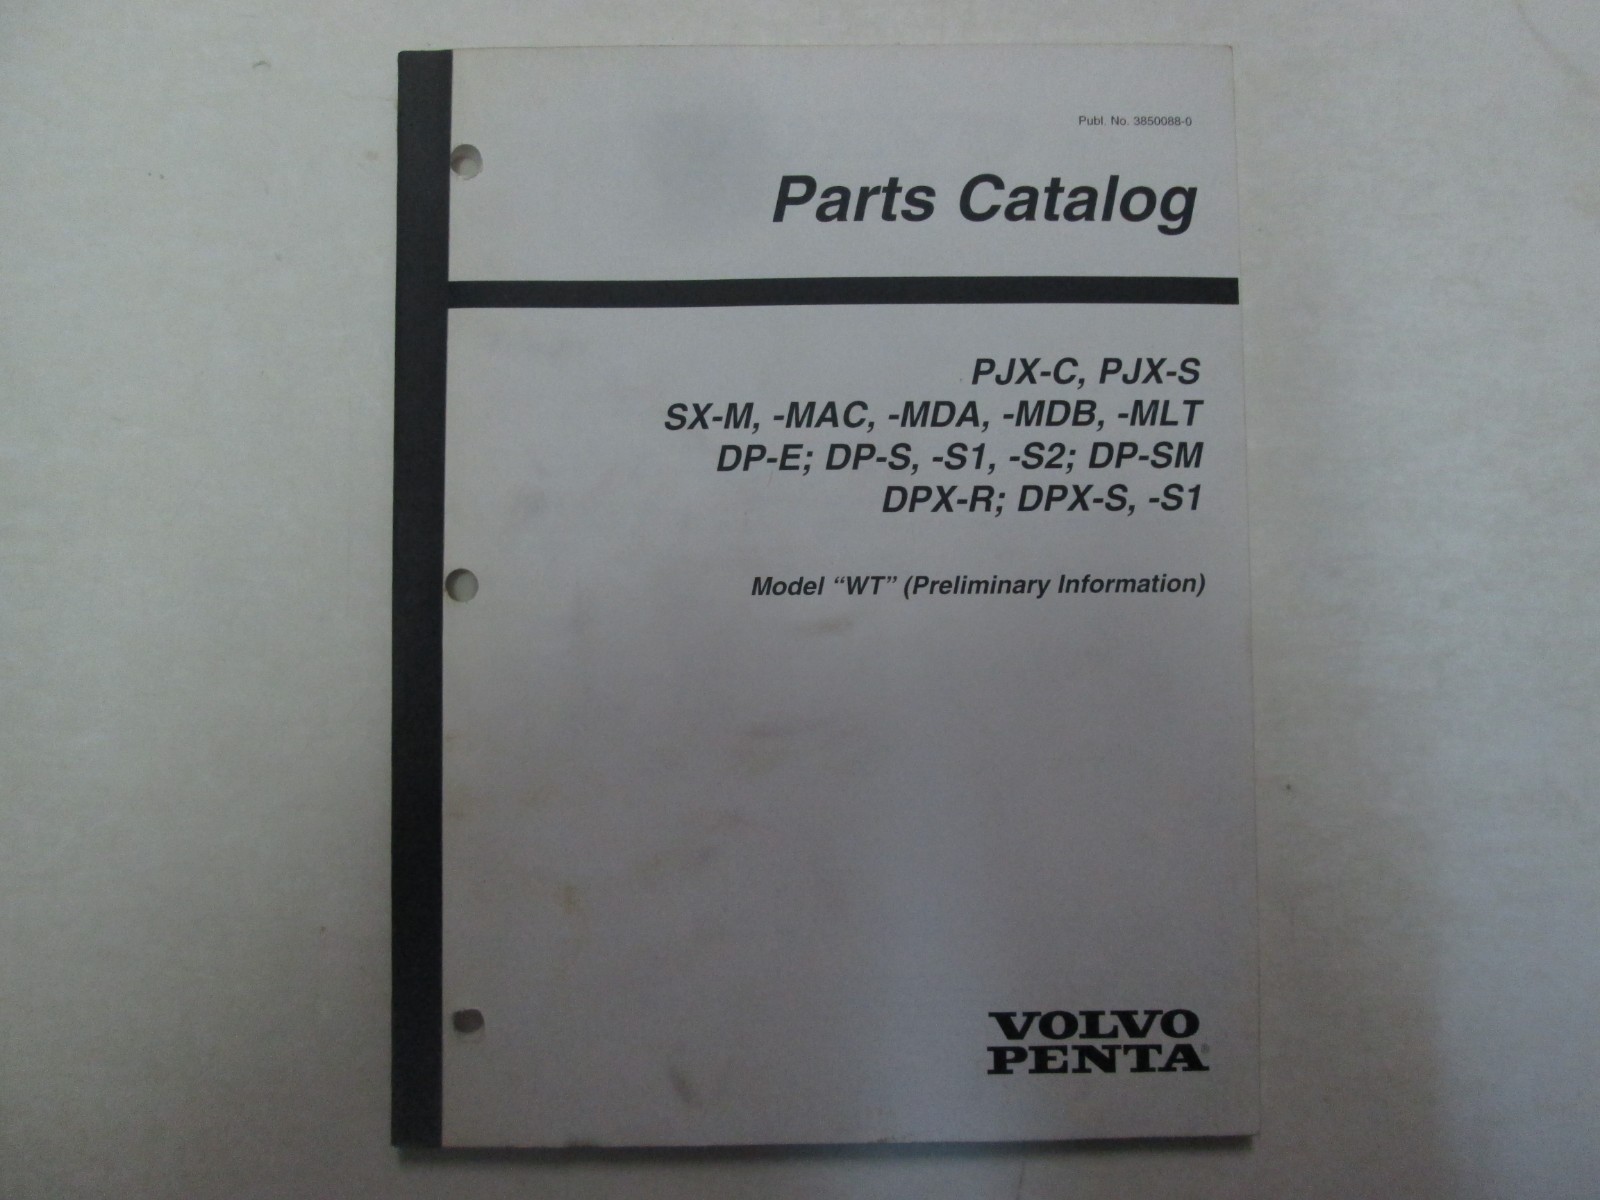 Publ. No. 3850088-0
Parts Catalog
PJX-C, PJX-S
SX-M, -MAC, -MDA, -MDB, -MLT
DP-E; DP-S, -S1, -S2; DP-SM
DPX-R; DPX-S, -S1
Model “WT” (Preliminary Information)
VOLVO
PENTA®